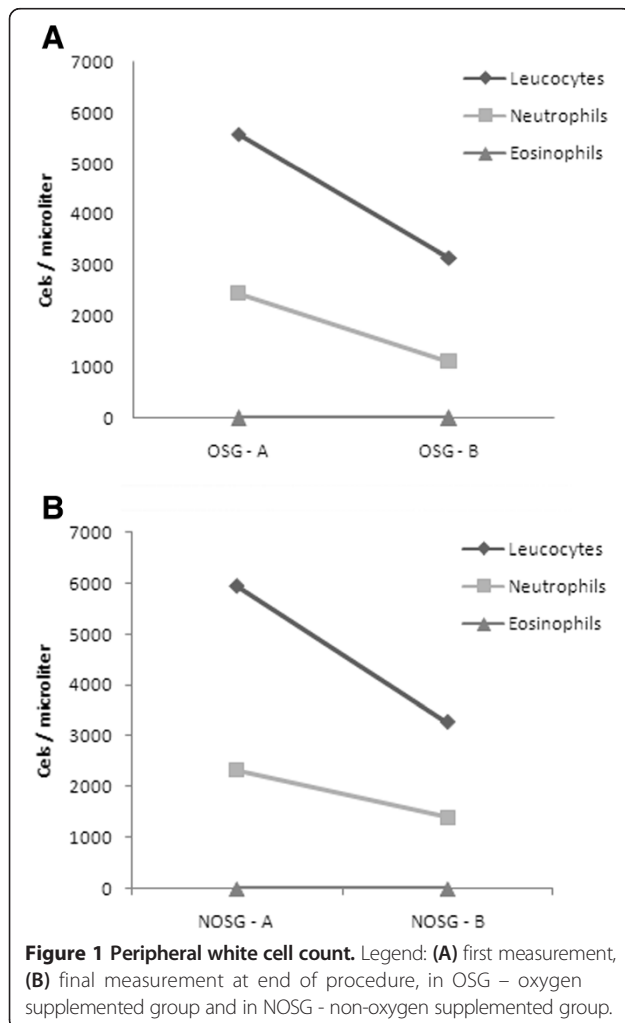 A
7000
6000
5000
4000
3000
2000
1000
0
Cels / microliter
Leucocytes
Neutrophils
Eosinophils
OSG - A
OSG - B
B
7000
6000
5000
4000
3000
2000
1000
0
Cels / microliter
Leucocytes
Neutrophils
Eosinophils
NOSG - A
NOSG - B
Figure 1 Peripheral white cell count. Legend: (A) first measurement,
(B) final measurement at end of procedure, in OSG – oxygen
supplemented group and in NOSG - non-oxygen supplemented group.